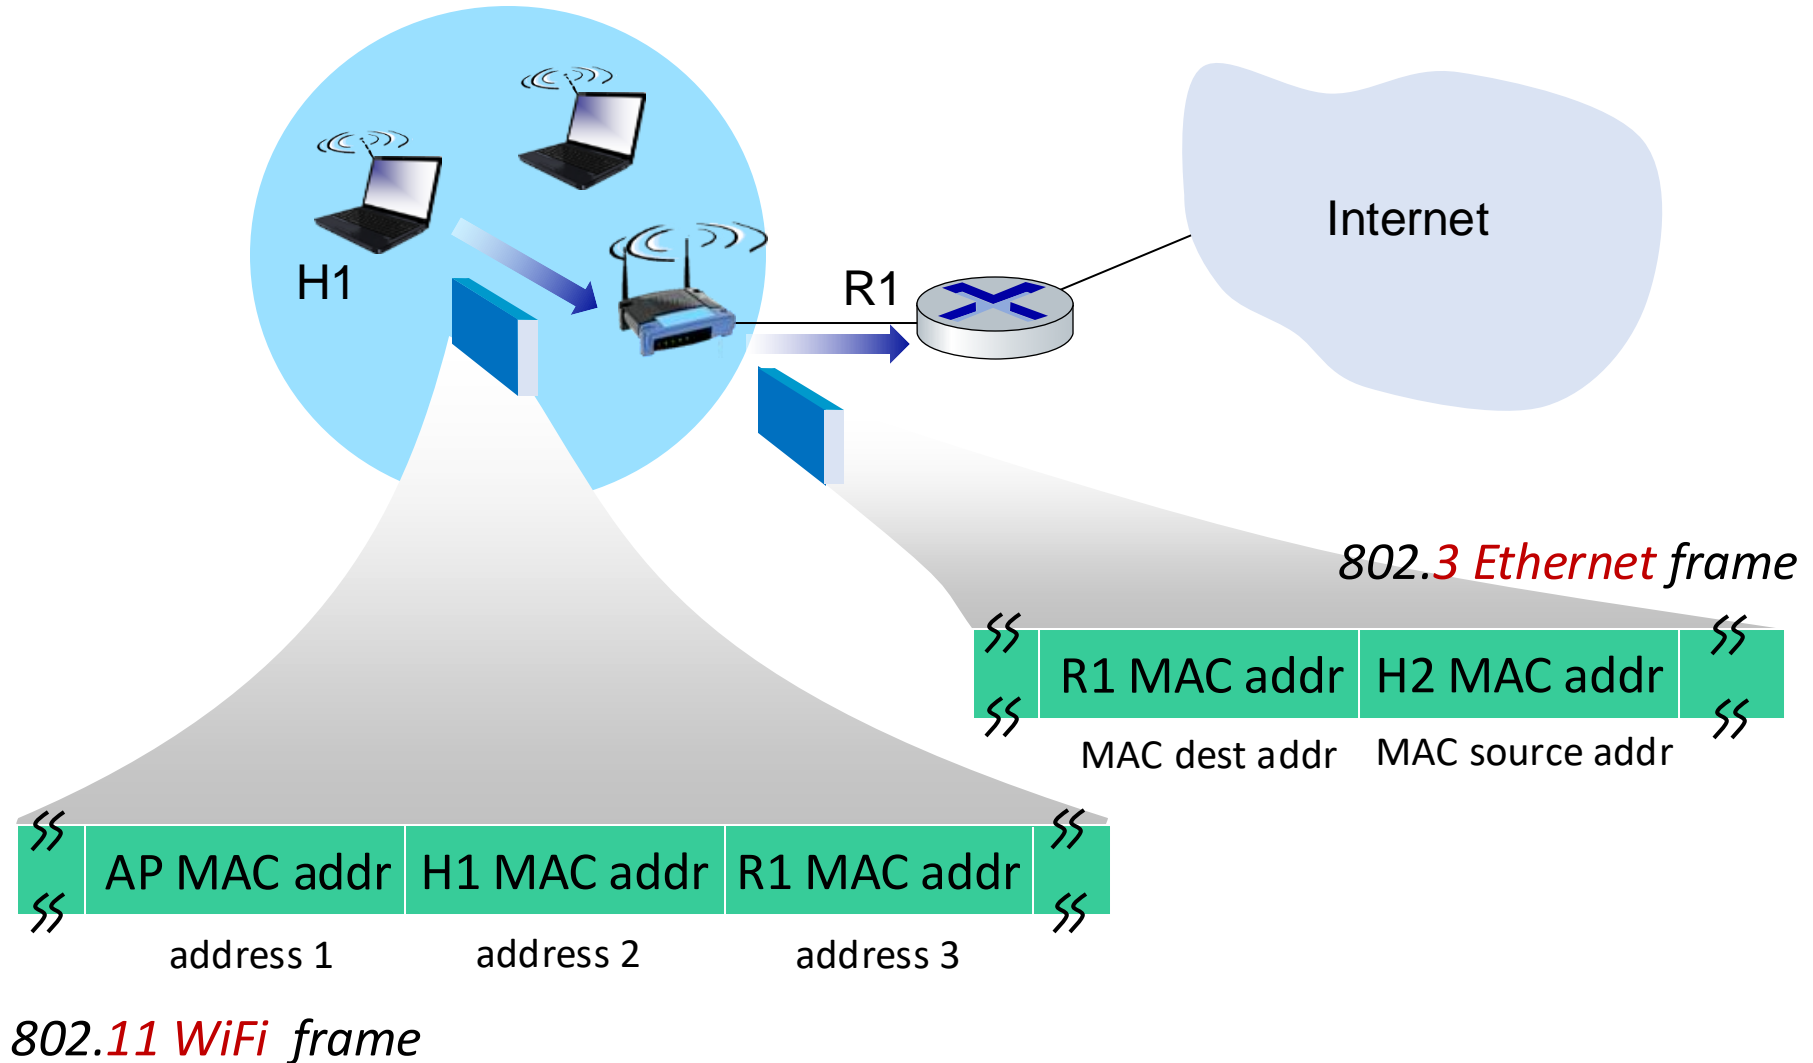 Internet
H1
R1
802.3 Ethernet frame
R1 MAC addr H2 MAC addr
MAC dest addr MAC source addr
AP MAC addr H1 MAC addr R1 MAC addr
address 1 address 2 address 3
802.11 WiFi frame